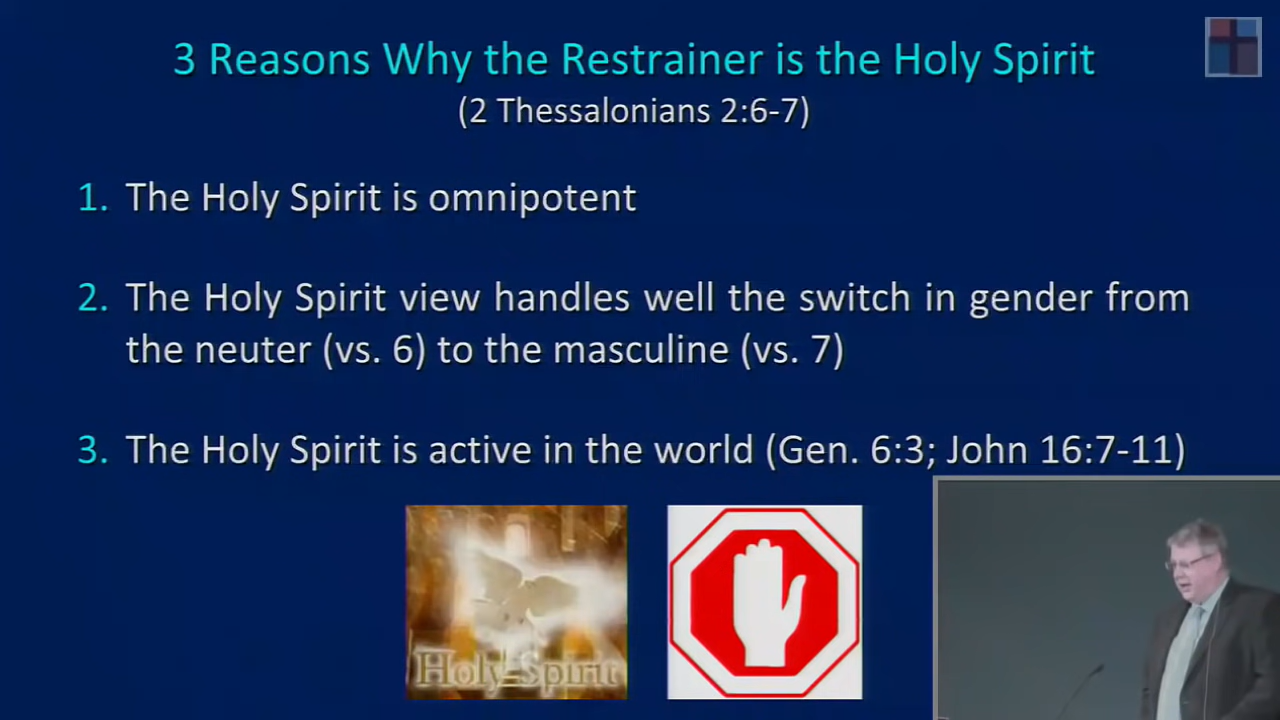 3 Reasons Why the Restrainer is the Holy Spirit
(2 Thessalonians 2:6-7)
1. The Holy Spirit is omnipotent
2. The Holy Spirit view handles well the switch in gender from
the neuter (vs. 6) to the masculine (vs. 7)
3. The Holy Spirit is active in the world (Gen. 6:3; John 16:7-11)
Holy Spirit